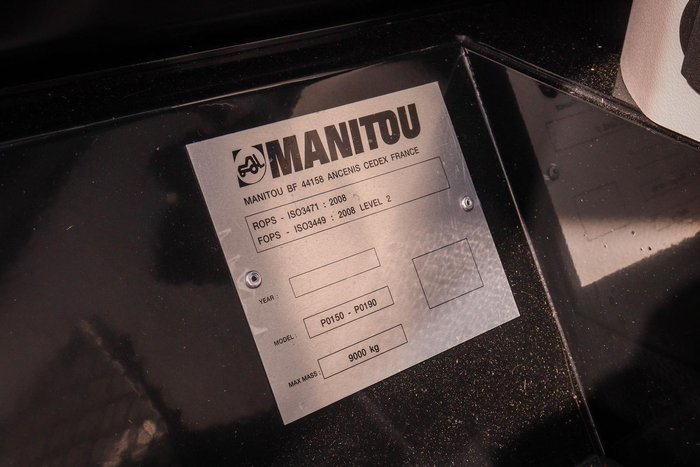 MANITOU
MANITOU BF 44158 ANCENIS CEDEX FRANCE
ROPS - ISO3471 : 2008
FOPS - ISO3449 : 2008 LEVEL 2
YEAR :
MODEL : P0150 - P0190
MAX MASS : 9000 kg